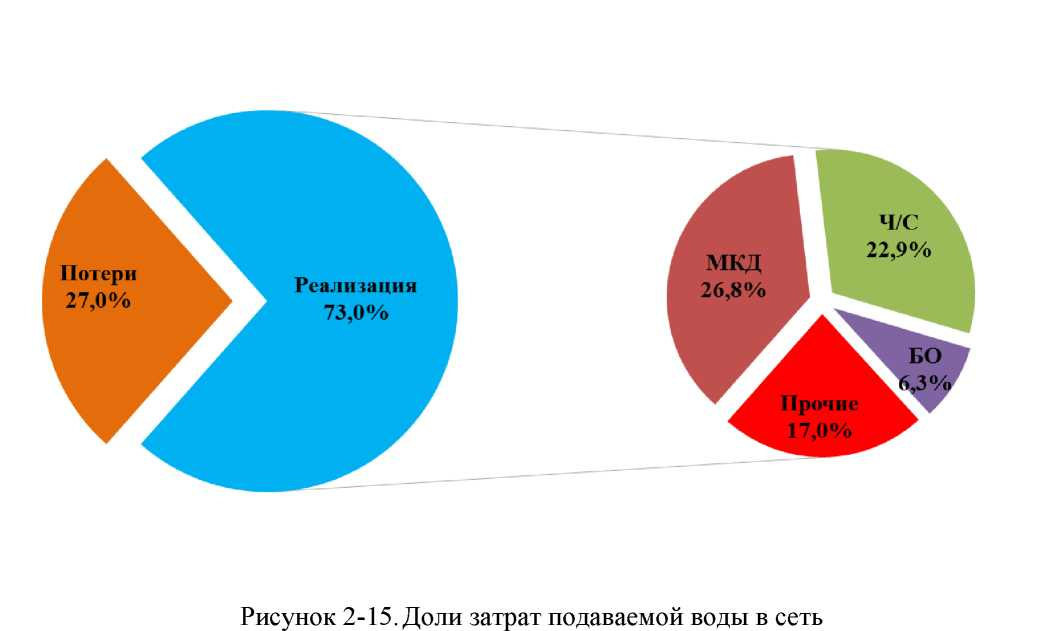 Потери
27,0%
Реализация
73,0%
МКД
26,8%
Ч/С
22,9%
БО
6,3%
Прочие
17,0%
Рисунок 2-15. Доли затрат подаваемой воды в сеть